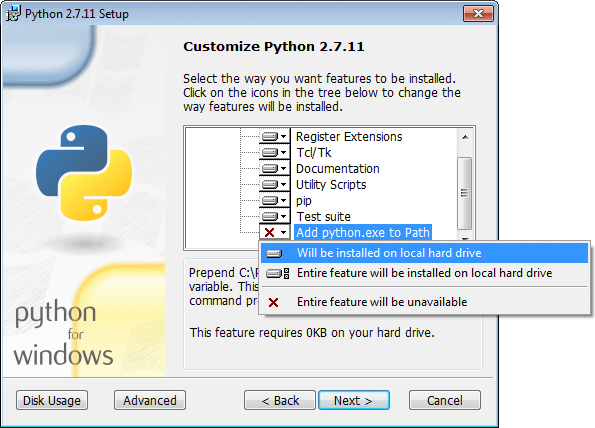 Python 2.7.11 Setup
Customize Python 2.7.11
Select the way you want features to be installed.
Click on the icons in the tree below to change the
way features will be installed.
Register Extensions
Tcl/Tk
Documentation
Utility Scripts
pip
Test suite
Add python.exe to Path
Will be installed on local hard drive
Entire feature will be installed on local hard drive
Entire feature will be unavailable
Prepend C:\
variable. This
command
This feature requires 0KB on your hard drive.
python
for
windows
Disk Usage
Advanced
< Back
Next >
Cancel